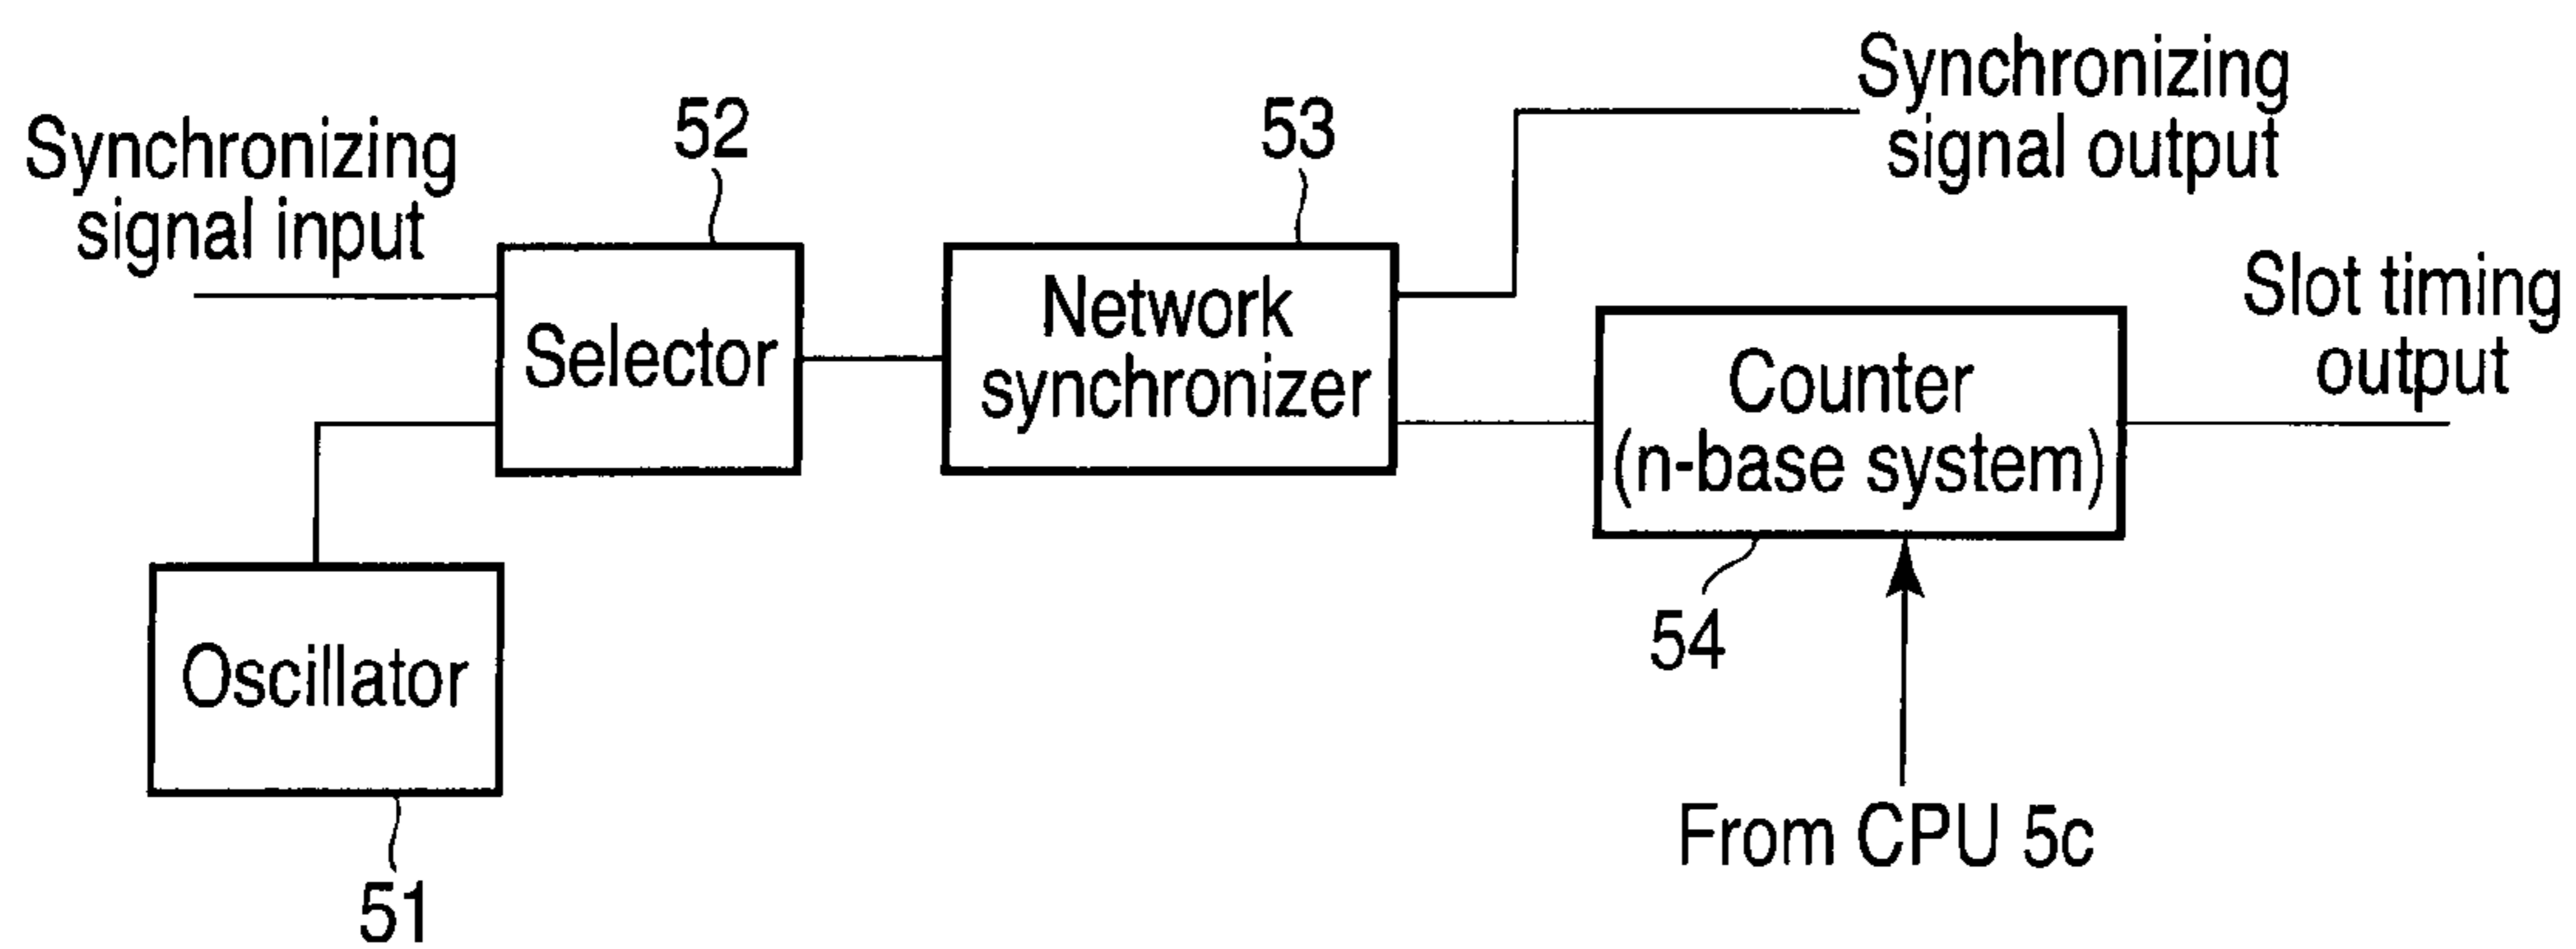 Synchronizing
signal output
52
53
Synchronizing
signal input
Slot timing
output
Network
synchronizer
Selector
Counter
(n-base system)
Oscillator
54
From CPU 5c
51